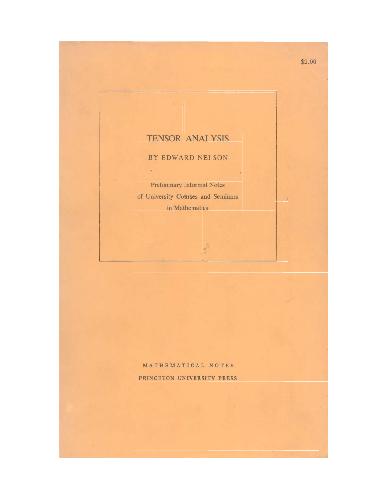 $2.00
TENSOR ANALYSIS
BY EDWARD NELSON
Preliminary Informal Notes
of University Courses and Seminars
in Mathematics
MATHEMATICAL NOTES
PRINCETON UNIVERSITY PRESS